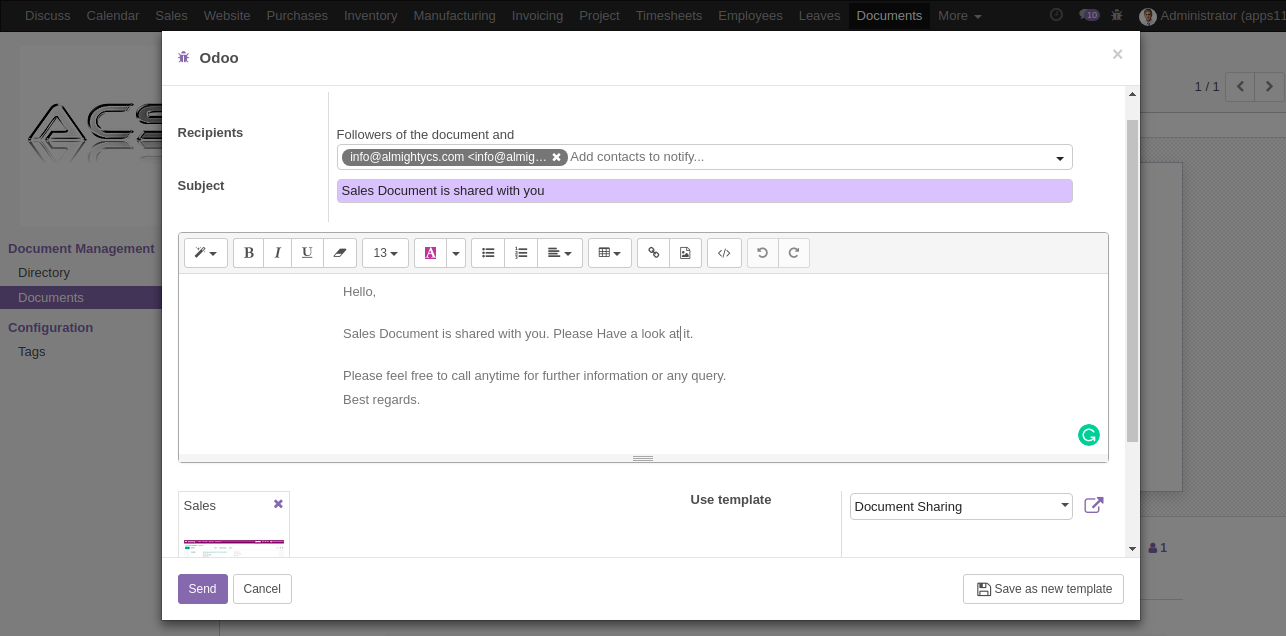 Discuss Calendar Sales Website Purchases Inventory Manufacturing Invoicing Project Timesheets Employees Leaves Documents More 10 Administrator (apps11
Odoo ×
ACS
1 / 1
Recipients
Followers of the document and
info@almightycs.com <info@almig... Add contacts to notify...
Subject
Sales Document is shared with you
B I U 13 A
Document Management
Directory
Documents
Configuration
Tags
Hello,
Sales Document is shared with you. Please Have a look at it.
Please feel free to call anytime for further information or any query.
Best regards.
Sales
Use template
Document Sharing
1
Send Cancel Save as new template